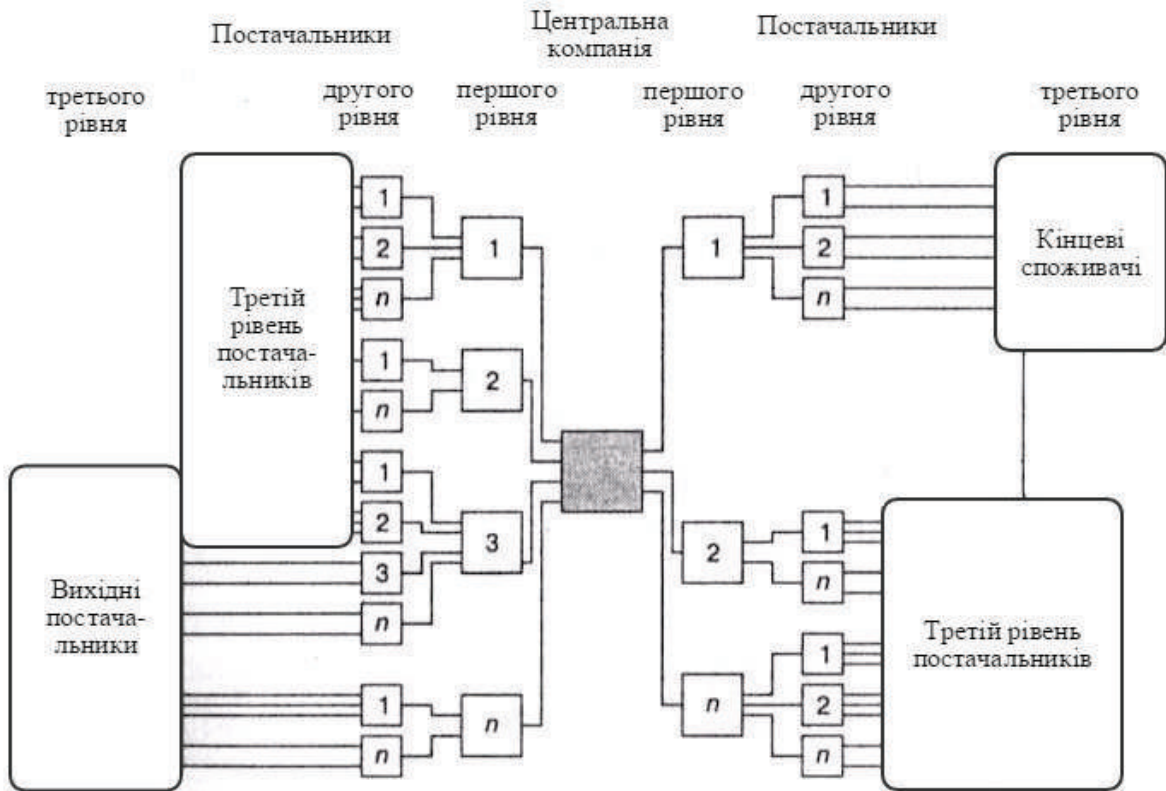 Постачальники
Центральна
компанія
Постачальники
третього
рівня
другого
рівня
першого
рівня
першого
рівня
другого
рівня
третього
рівня
1
2
n
1
n
1
2
3
n
1
n
1
2
3
n
Третій
рівень
постача-
льників
Вихідні
постача-
льники
1
2
n
1
2
n
1
n
1
2
n
Кінцеві
споживачі
Третій рівень
постачальників